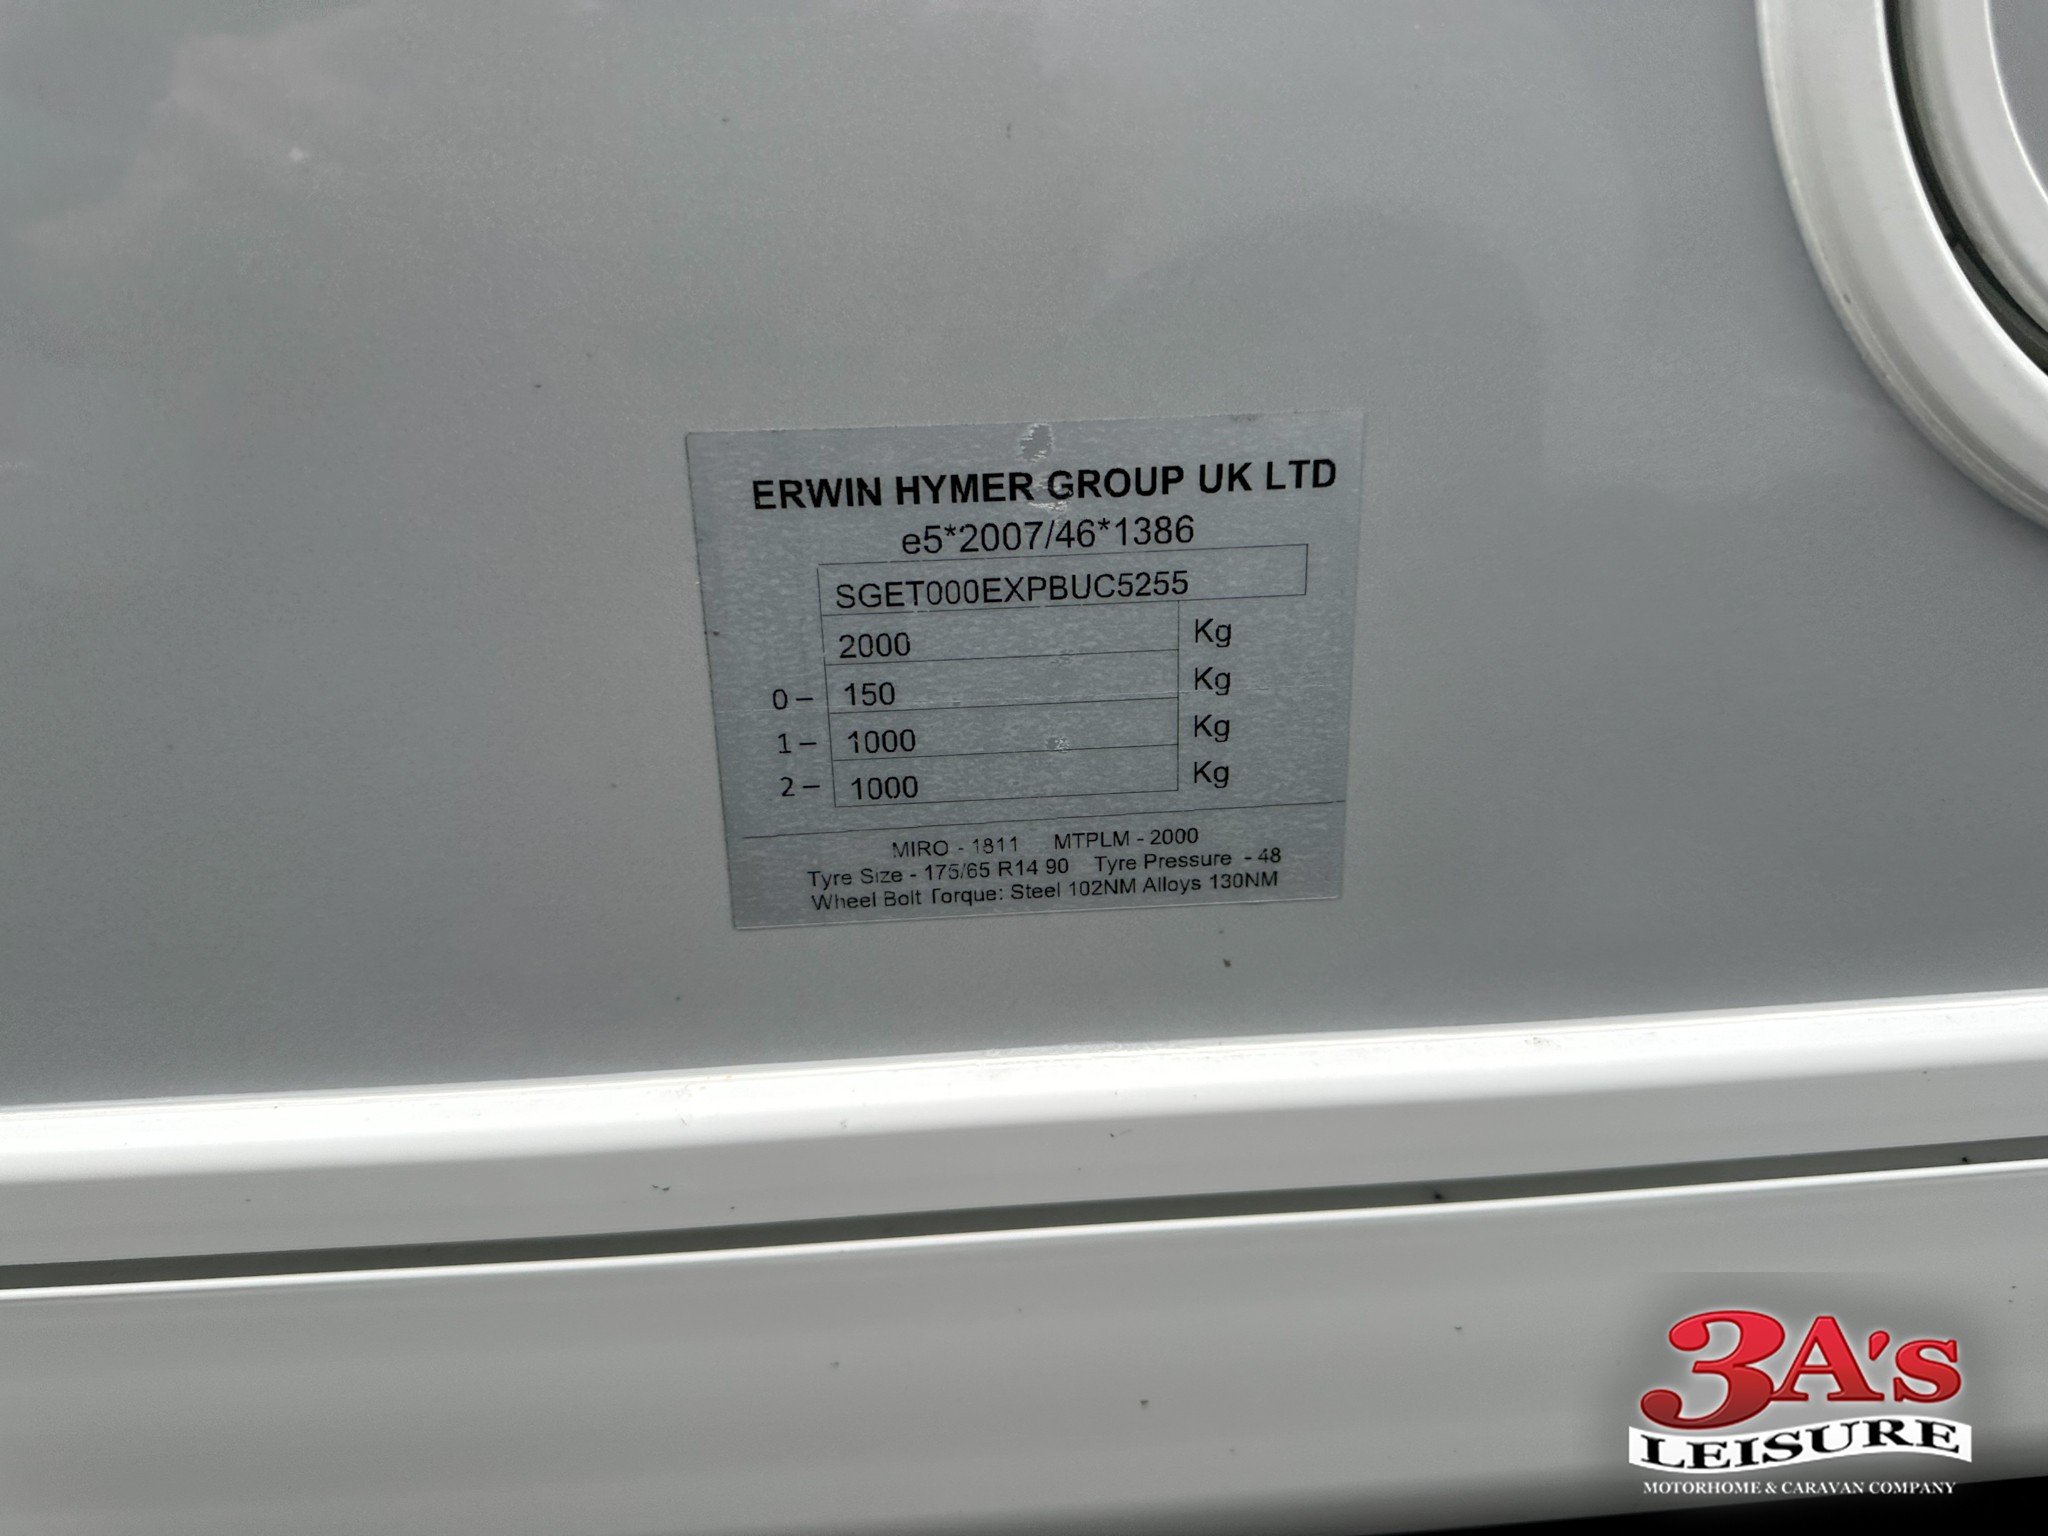 ERWIN HYMER GROUP UK LTD
e5*2007/46*1386
SGET000EXPBUC5255
2000 Kg
0 – 150 Kg
1 – 1000 Kg
2 – 1000 Kg
MIRO - 1811 MTPLM - 2000
Tyre Size - 175/65 R14 90 Tyre Pressure - 48
Wheel Bolt Torque: Steel 102NM Alloys 130NM
3A's
LEISURE
MOTORHOME & CARAVAN COMPANY